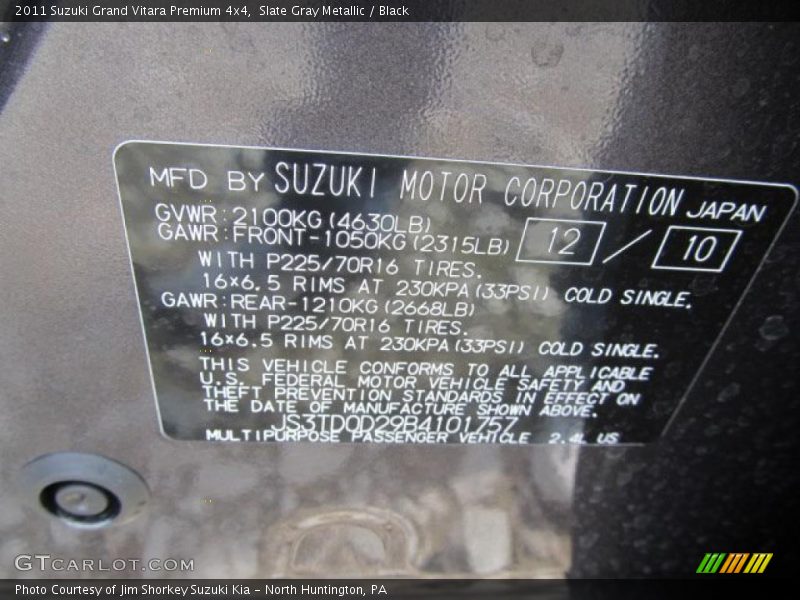 2011 Suzuki Grand Vitara Premium 4x4, Slate Gray Metallic / Black
MFD BY SUZUKI MOTOR CORPORATION JAPAN
GVWR:2100KG(4630LB)
GAWR:FRONT-1050KG(2315LB) 12 / 10
WITH P225/70R16 TIRES.
16×6.5 RIMS AT 230KPA(33PSI) COLD SINGLE.
GAWR:REAR-1210KG(2668LB)
WITH P225/70R16 TIRES.
16×6.5 RIMS AT 230KPA(33PSI) COLD SINGLE.
THIS VEHICLE CONFORMS TO ALL APPLICABLE
U.S. FEDERAL MOTOR VEHICLE SAFETY AND
THEFT PREVENTION STANDARDS IN EFFECT ON
THE DATE OF MANUFACTURE SHOWN ABOVE.
JS3TD0D29B4101757
MULTIPURPOSE PASSENGER VEHICLE 2.4L US
GTCARLOT.COM
Photo Courtesy of Jim Shorkey Suzuki Kia - North Huntington, PA